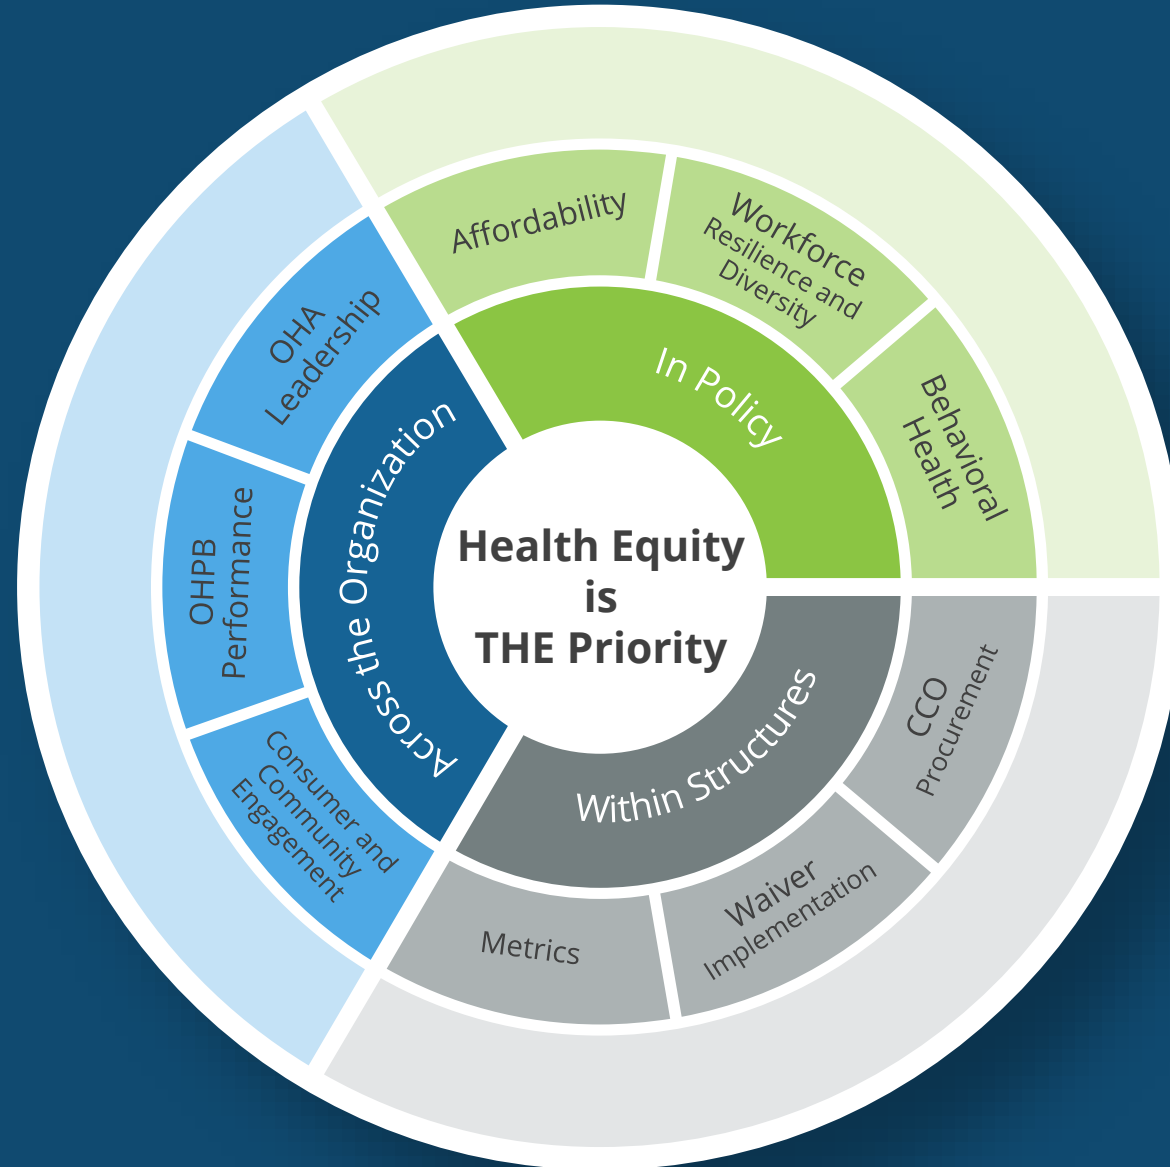 Health Equity
is
THE Priority
In Policy
Affordability
Workforce
Resilience and
Diversity
Behavioral
Health
Within Structures
CCO
Procurement
Waiver
Implementation
Metrics
Across the Organization
Consumer and
Community
Engagement
OHPB
Performance
OHA
Leadership